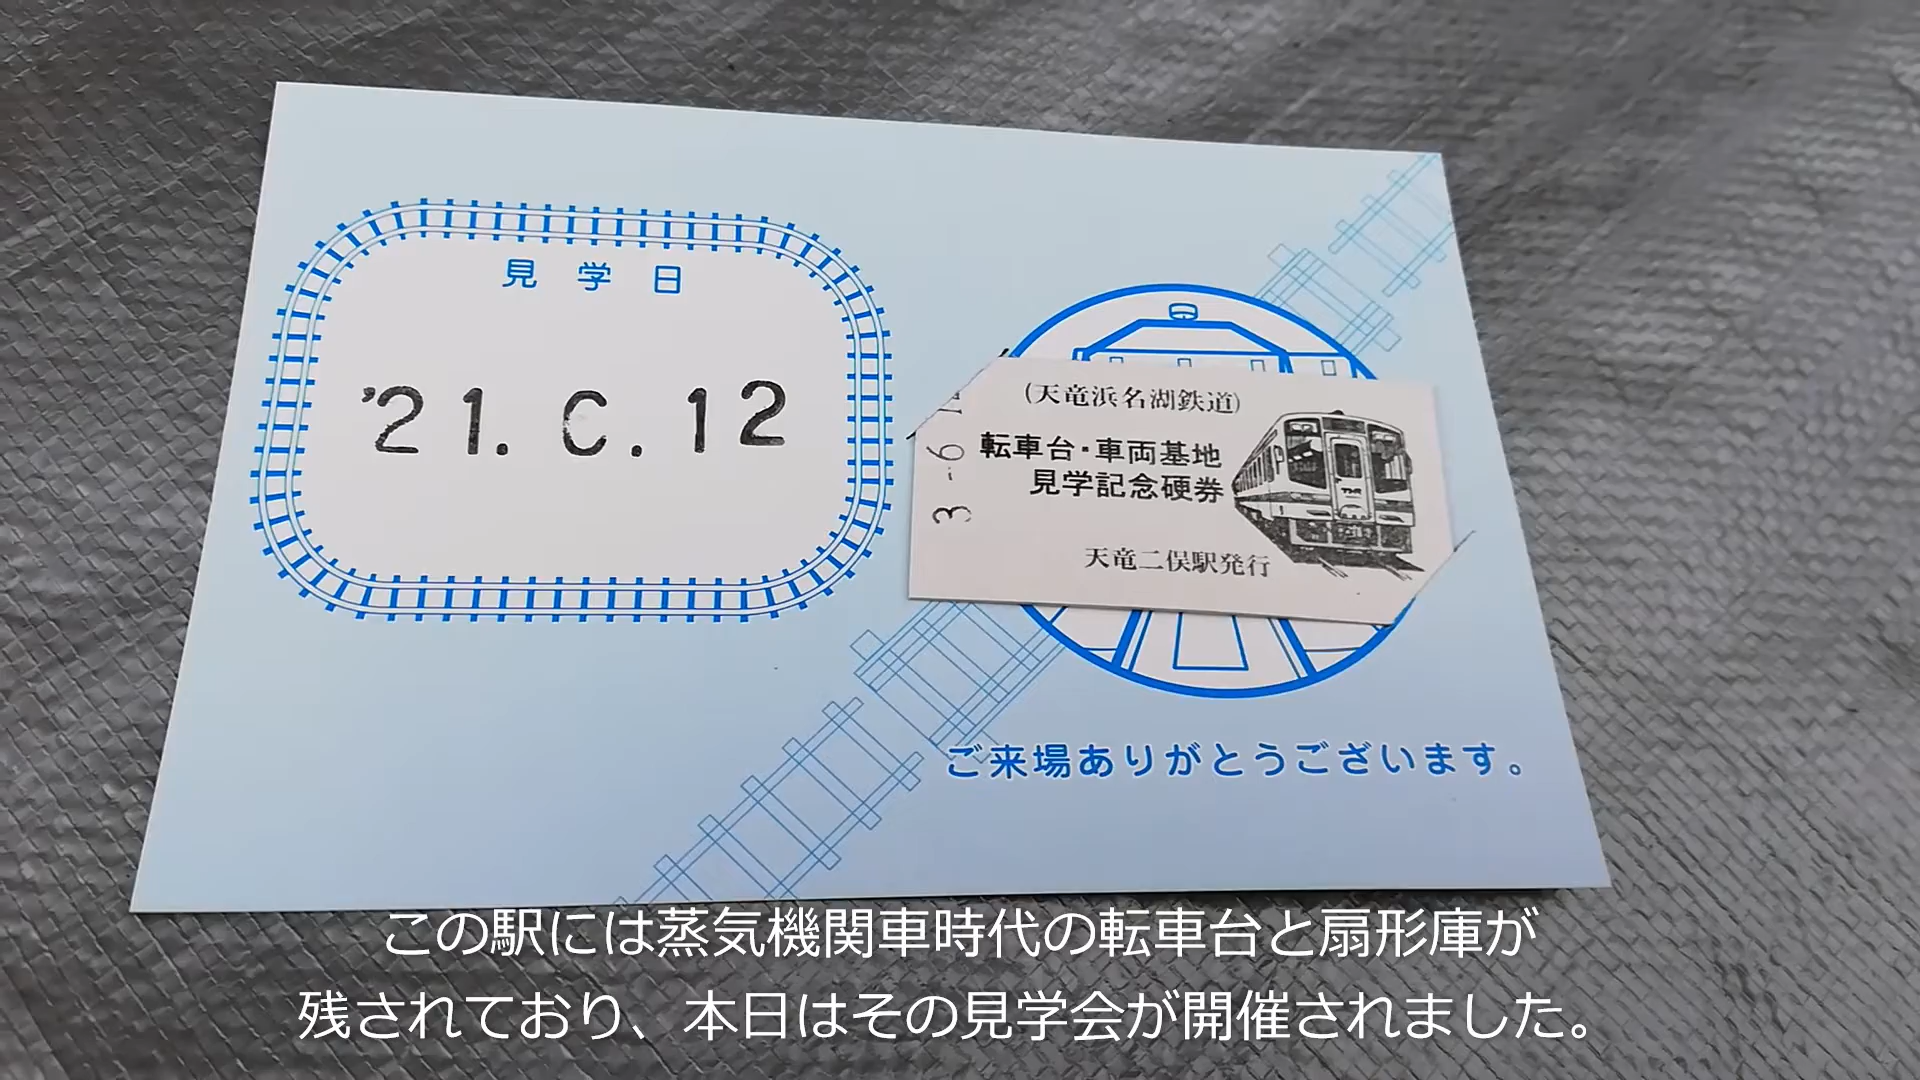 見学日
'21. C. 12
(天竜浜名湖鉄道)
転車台・車両基地
見学記念硬券
天竜二俣駅発行
3.-6
ご来場ありがとうございます。
この駅には蒸気機関車時代の転車台と扇形庫が
残されており、本日はその見学会が開催されました。